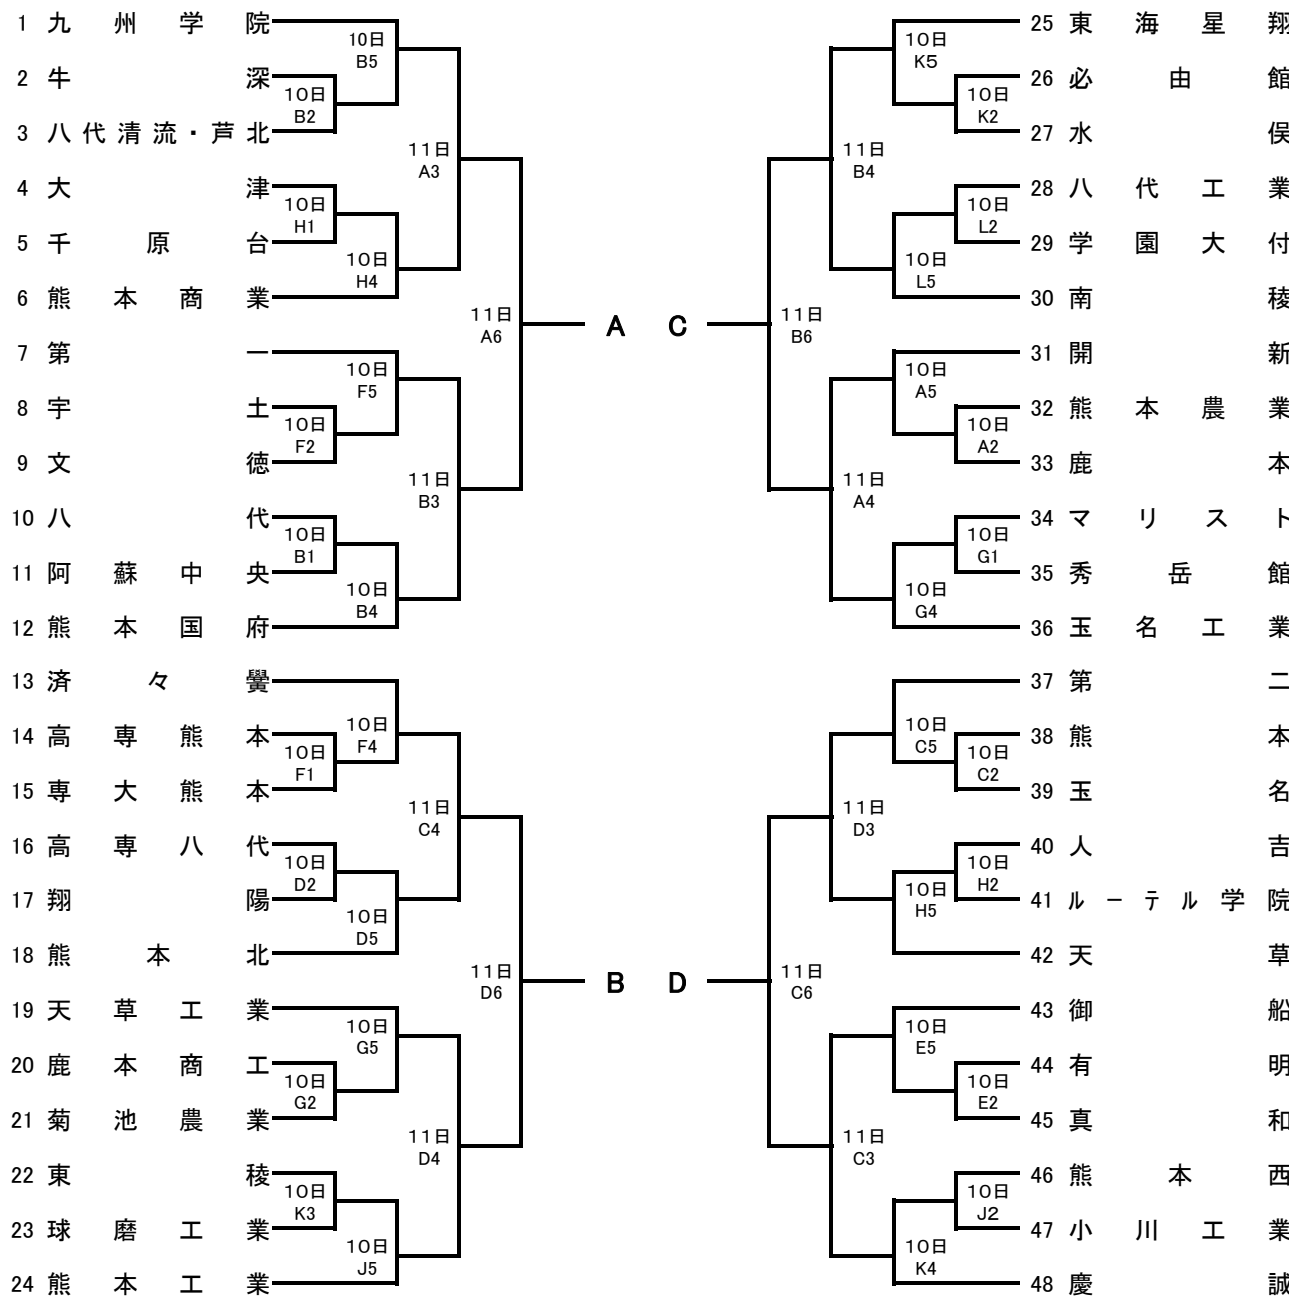 1 九州学院
10日
B5
2 牛深
10日
B2
3 八代清流・芦北
11日
A3
4 大津
10日
H1
5 千原台
10日
H4
6 熊本商業
11日
A6
A
7 第一
10日
F5
8 宇土
10日
F2
9 文徳
11日
B3
10 八代
10日
B1
11 阿蘇中央
10日
B4
12 熊本国府
13 済々黌
10日
F4
14 高専熊本
10日
F1
15 専大熊本
11日
C4
16 高専八代
10日
D2
17 翔陽
10日
D5
18 熊本北
11日
D6
B
19 天草工業
10日
G5
20 鹿本商工
10日
G2
21 菊池農業
11日
D4
22 東稜
10日
K3
23 球磨工業
10日
J5
24 熊本工業
25 東海星翔
10日
K5
26 必由館
10日
K2
27 水俣
11日
B4
28 八代工業
10日
L2
29 学園大付
10日
L5
30 南稜
C
11日
B6
31 開新
10日
A5
32 熊本農業
10日
A2
33 鹿本
11日
A4
34 マリスト
10日
G1
35 秀岳館
10日
G4
36 玉名工業
37 第二
10日
C5
38 熊本
10日
C2
39 玉名
11日
D3
40 人吉
10日
H2
41 ルーテル学院
10日
H5
42 天草
D
11日
C6
43 御船
10日
E5
44 有明
10日
E2
45 真和
11日
C3
46 熊本西
10日
J2
47 小川工業
10日
K4
48 慶誠